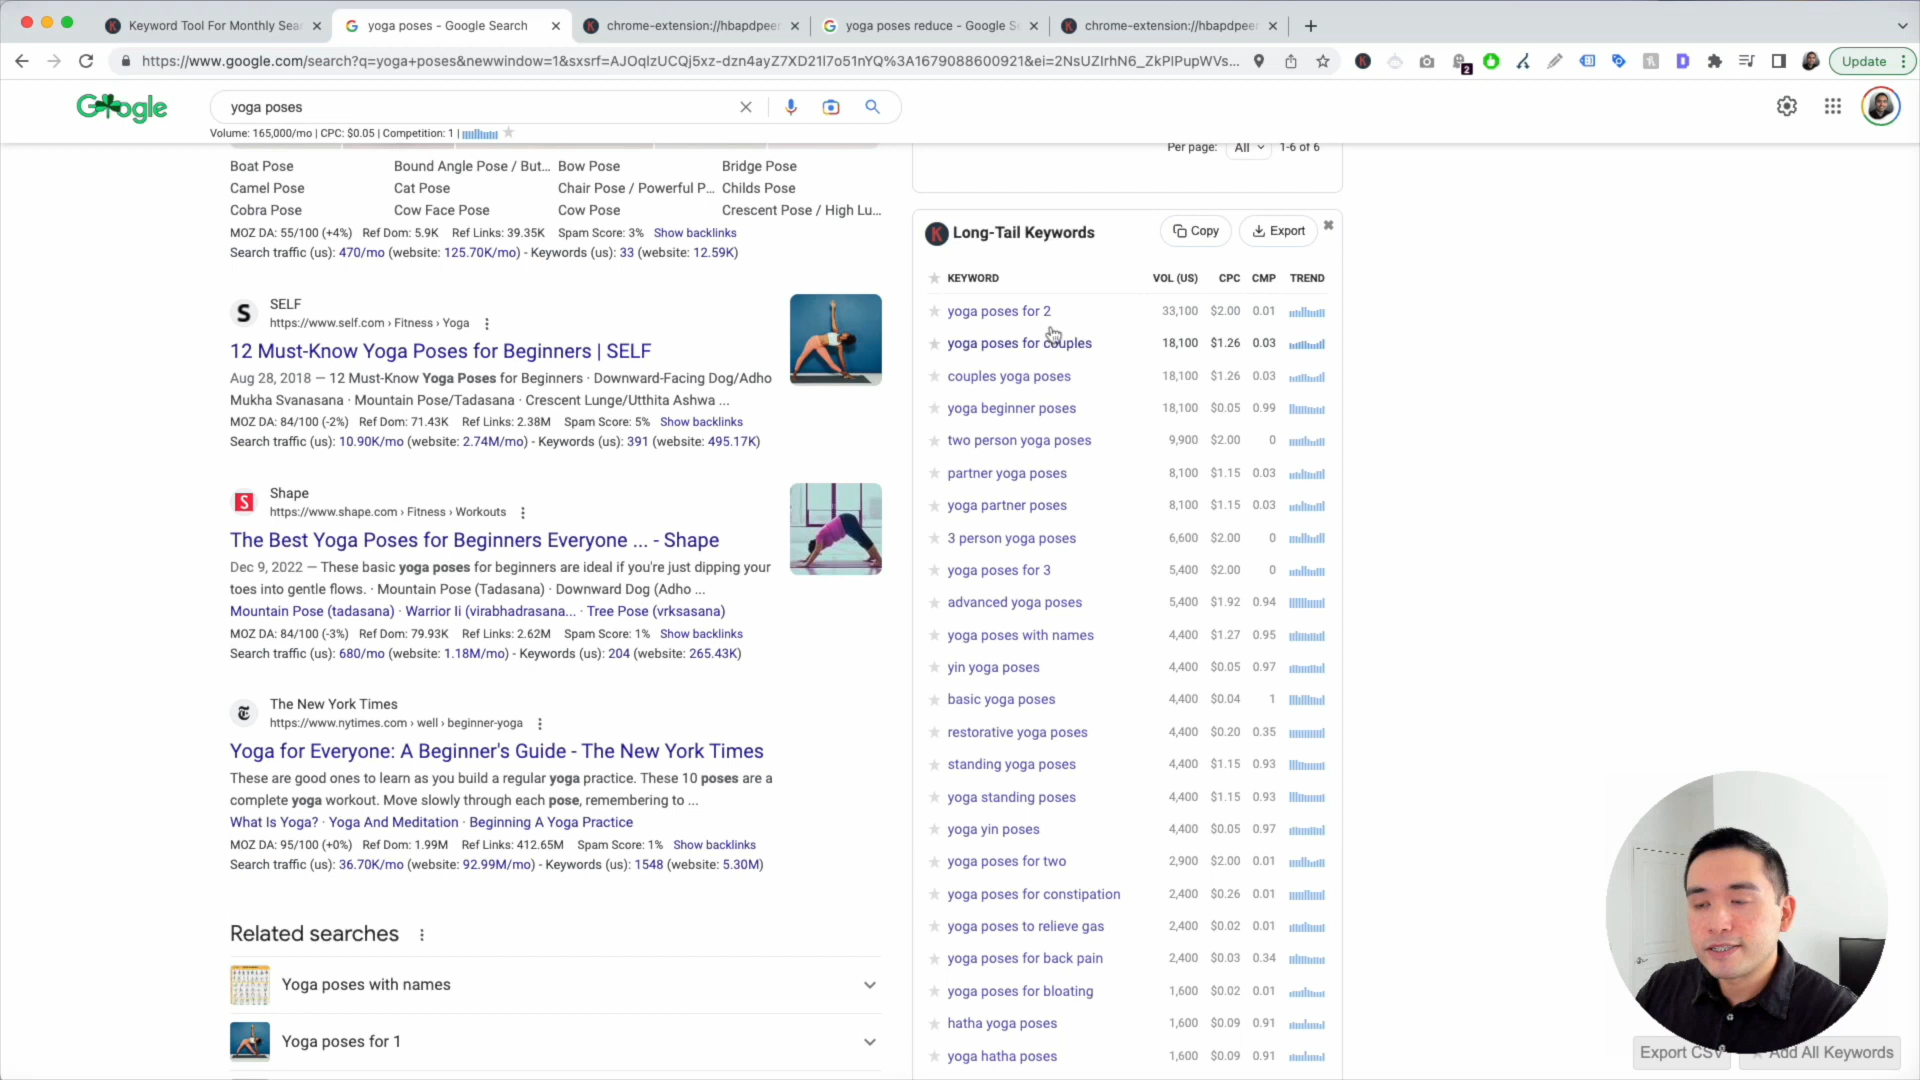 Keyword Tool For Monthly Sea
yoga poses - Google Search
chrome-extension://hbapdpee
yoga poses reduce - Google S
chrome-extension://hbapdpee
https://www.google.com/search?q=yoga+poses&newwindow=1&sxsrf=AJOqlzUCQj5xz-dzn4ayZ7XD21l7o51nYQ%3A1679088600921&ei=2NsUZIrhN6_ZkPIPupWVs...
2
Update
Google
yoga poses
Volume: 165,000/mo | CPC: $0.05 | Competition: 1 |
Boat Pose
Bound Angle Pose / But...
Bow Pose
Bridge Pose
Camel Pose
Cat Pose
Chair Pose / Powerful P...
Childs Pose
Cobra Pose
Cow Face Pose
Cow Pose
Crescent Pose / High Lu...
MOZ DA: 55/100 (+4%) Ref Dom: 5.9K Ref Links: 39.35K Spam Score: 3% Show backlinks
Search traffic (us): 470/mo (website: 125.70K/mo) - Keywords (us): 33 (website: 12.59K)
S
SELF
https://www.self.com › Fitness › Yoga
12 Must-Know Yoga Poses for Beginners | SELF
Aug 28, 2018 — 12 Must-Know Yoga Poses for Beginners · Downward-Facing Dog/Adho
Mukha Svanasana · Mountain Pose/Tadasana · Crescent Lunge/Utthita Ashwa ...
MOZ DA: 84/100 (-2%) Ref Dom: 71.43K Ref Links: 2.38M Spam Score: 5% Show backlinks
Search traffic (us): 10.90K/mo (website: 2.74M/mo) - Keywords (us): 391 (website: 495.17K)
S
Shape
https://www.shape.com › Fitness › Workouts
The Best Yoga Poses for Beginners Everyone ... - Shape
Dec 9, 2022 — These basic yoga poses for beginners are ideal if you're just dipping your
toes into gentle flows. · Mountain Pose (Tadasana) · Downward Dog (Adho ...
Mountain Pose (tadasana) · Warrior Ii (virabhadrasana... · Tree Pose (vrksasana)
MOZ DA: 84/100 (-3%) Ref Dom: 79.93K Ref Links: 2.62M Spam Score: 1% Show backlinks
Search traffic (us): 680/mo (website: 1.18M/mo) - Keywords (us): 204 (website: 265.43K)
The New York Times
https://www.nytimes.com › well › beginner-yoga
Yoga for Everyone: A Beginner's Guide - The New York Times
These are good ones to learn as you build a regular yoga practice. These 10 poses are a
complete yoga workout. Move slowly through each pose, remembering to ...
What Is Yoga? · Yoga And Meditation · Beginning A Yoga Practice
MOZ DA: 95/100 (+0%) Ref Dom: 1.99M Ref Links: 412.65M Spam Score: 1% Show backlinks
Search traffic (us): 36.70K/mo (website: 92.99M/mo) - Keywords (us): 1548 (website: 5.30M)
Related searches
Yoga poses with names
Yoga poses for 1
Per page: All 1-6 of 6
K Long-Tail Keywords
Copy
Export
KEYWORD VOL (US) CPC CMP TREND
yoga poses for 2 33,100 $2.00 0.01
yoga poses for couples 18,100 $1.26 0.03
couples yoga poses 18,100 $1.26 0.03
yoga beginner poses 18,100 $0.05 0.99
two person yoga poses 9,900 $2.00 0
partner yoga poses 8,100 $1.15 0.03
yoga partner poses 8,100 $1.15 0.03
3 person yoga poses 6,600 $2.00 0
yoga poses for 3 5,400 $2.00 0
advanced yoga poses 5,400 $1.92 0.94
yoga poses with names 4,400 $1.27 0.95
yin yoga poses 4,400 $0.05 0.97
basic yoga poses 4,400 $0.04 1
restorative yoga poses 4,400 $0.20 0.35
standing yoga poses 4,400 $1.15 0.93
yoga standing poses 4,400 $1.15 0.93
yoga yin poses 4,400 $0.05 0.97
yoga poses for two 2,900 $2.00 0.01
yoga poses for constipation 2,400 $0.26 0.01
yoga poses to relieve gas 2,400 $0.02 0.01
yoga poses for back pain 2,400 $0.03 0.34
yoga poses for bloating 1,600 $0.02 0.01
hatha yoga poses 1,600 $0.09 0.91
yoga hatha poses 1,600 $0.09 0.91
Export CSV
Add All Keywords